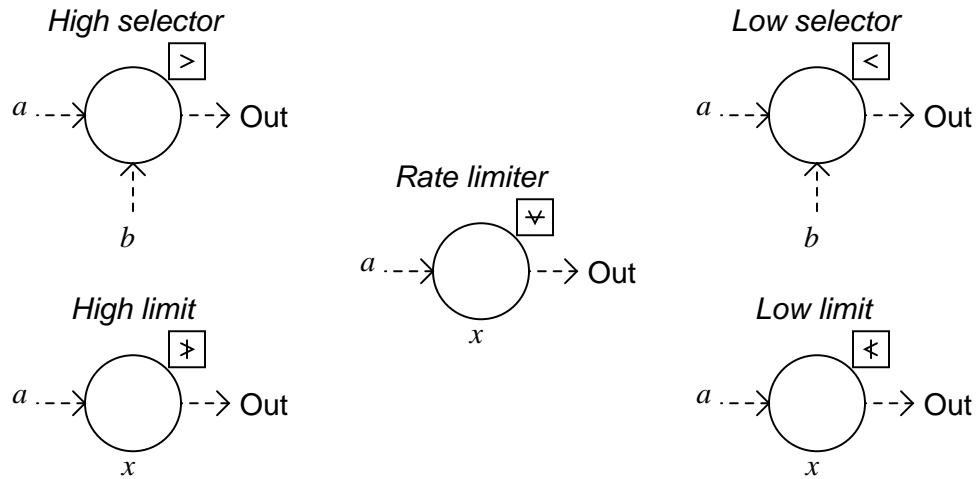 High selector
>
a
Out
b
Low selector
<
a
Out
b
Rate limiter
a
Out
x
High limit
≯
a
Out
x
Low limit
≮
a
Out
x